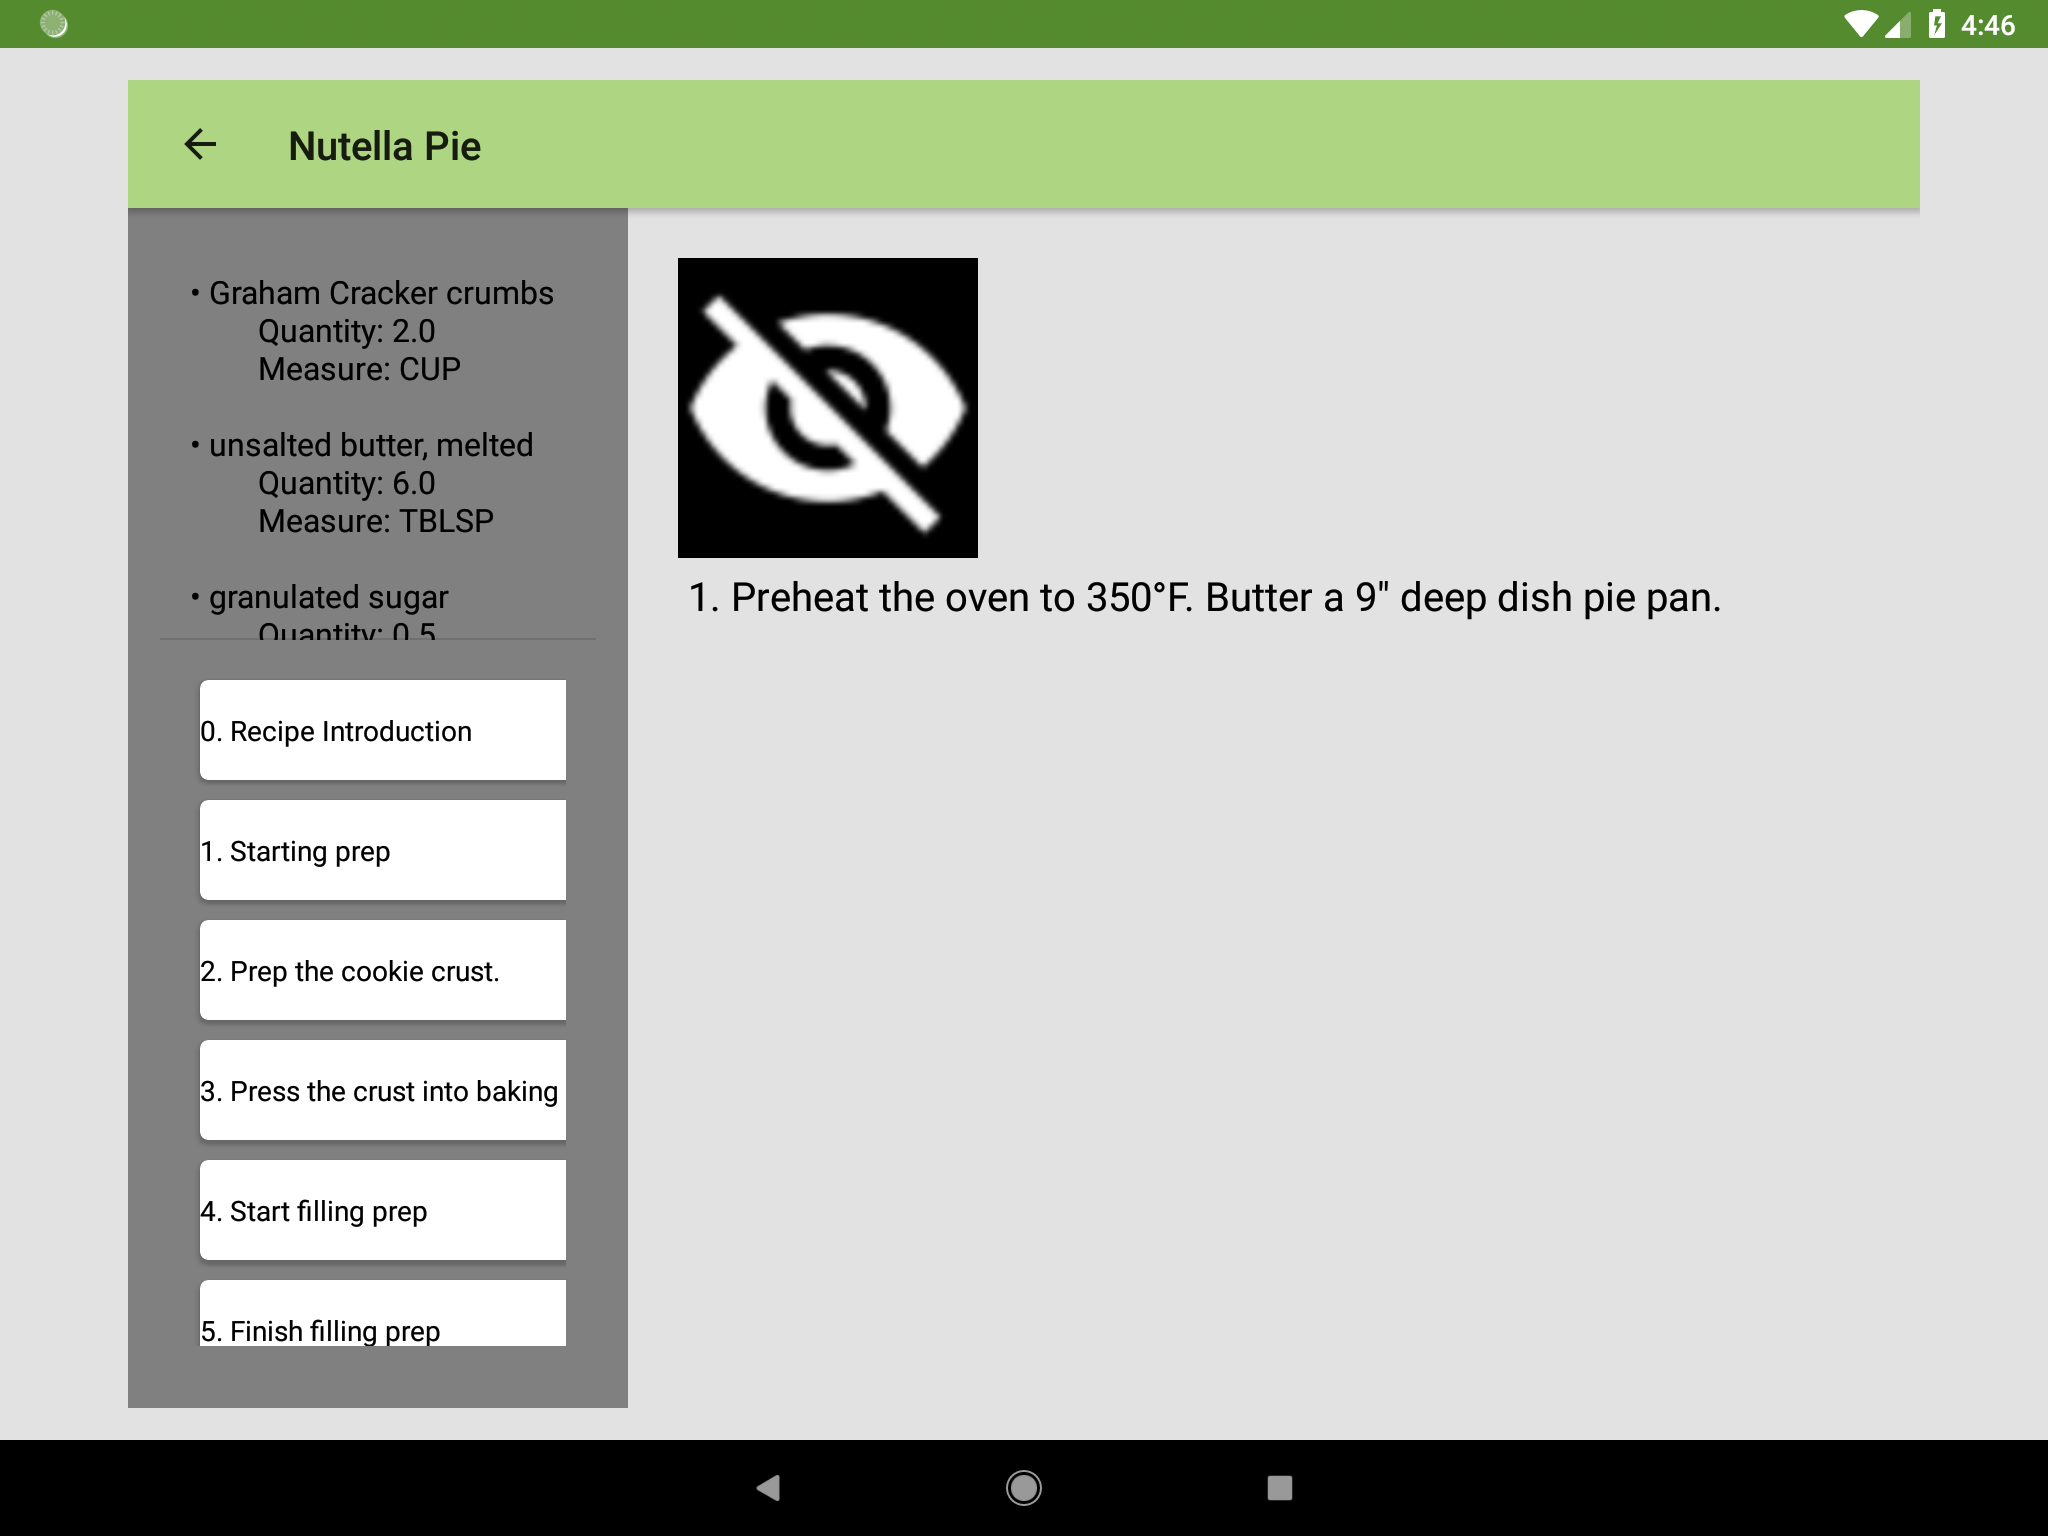 4:46
Nutella Pie
• Graham Cracker crumbs
Quantity: 2.0
Measure: CUP
• unsalted butter, melted
Quantity: 6.0
Measure: TBLSP
• granulated sugar
Quantity: 0.5
0. Recipe Introduction
1. Starting prep
2. Prep the cookie crust.
3. Press the crust into baking
4. Start filling prep
5. Finish filling prep
1. Preheat the oven to 350°F. Butter a 9" deep dish pie pan.